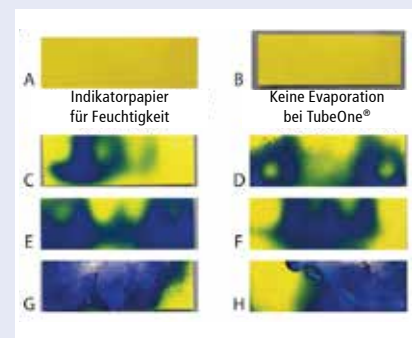 A
B
Indikatorpapier
für Feuchtigkeit
Keine Evaporation
bei TubeOne®
C
D
E
F
G
H